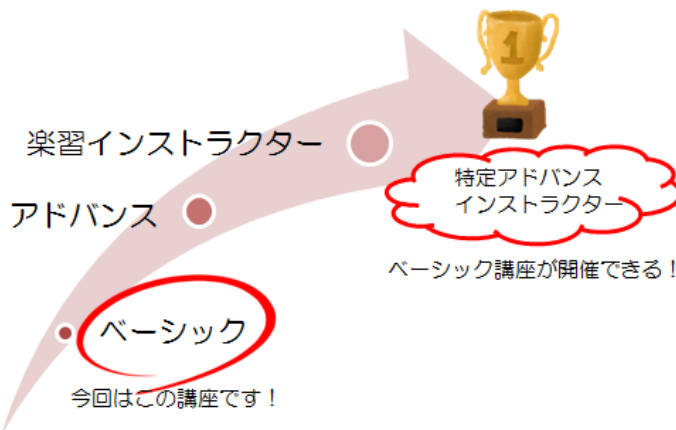 1
楽習インストラクター
特定アドバンス
インストラクター
アドバンス
ベーシック講座が開催できる！
ベーシック
今回はこの講座です！